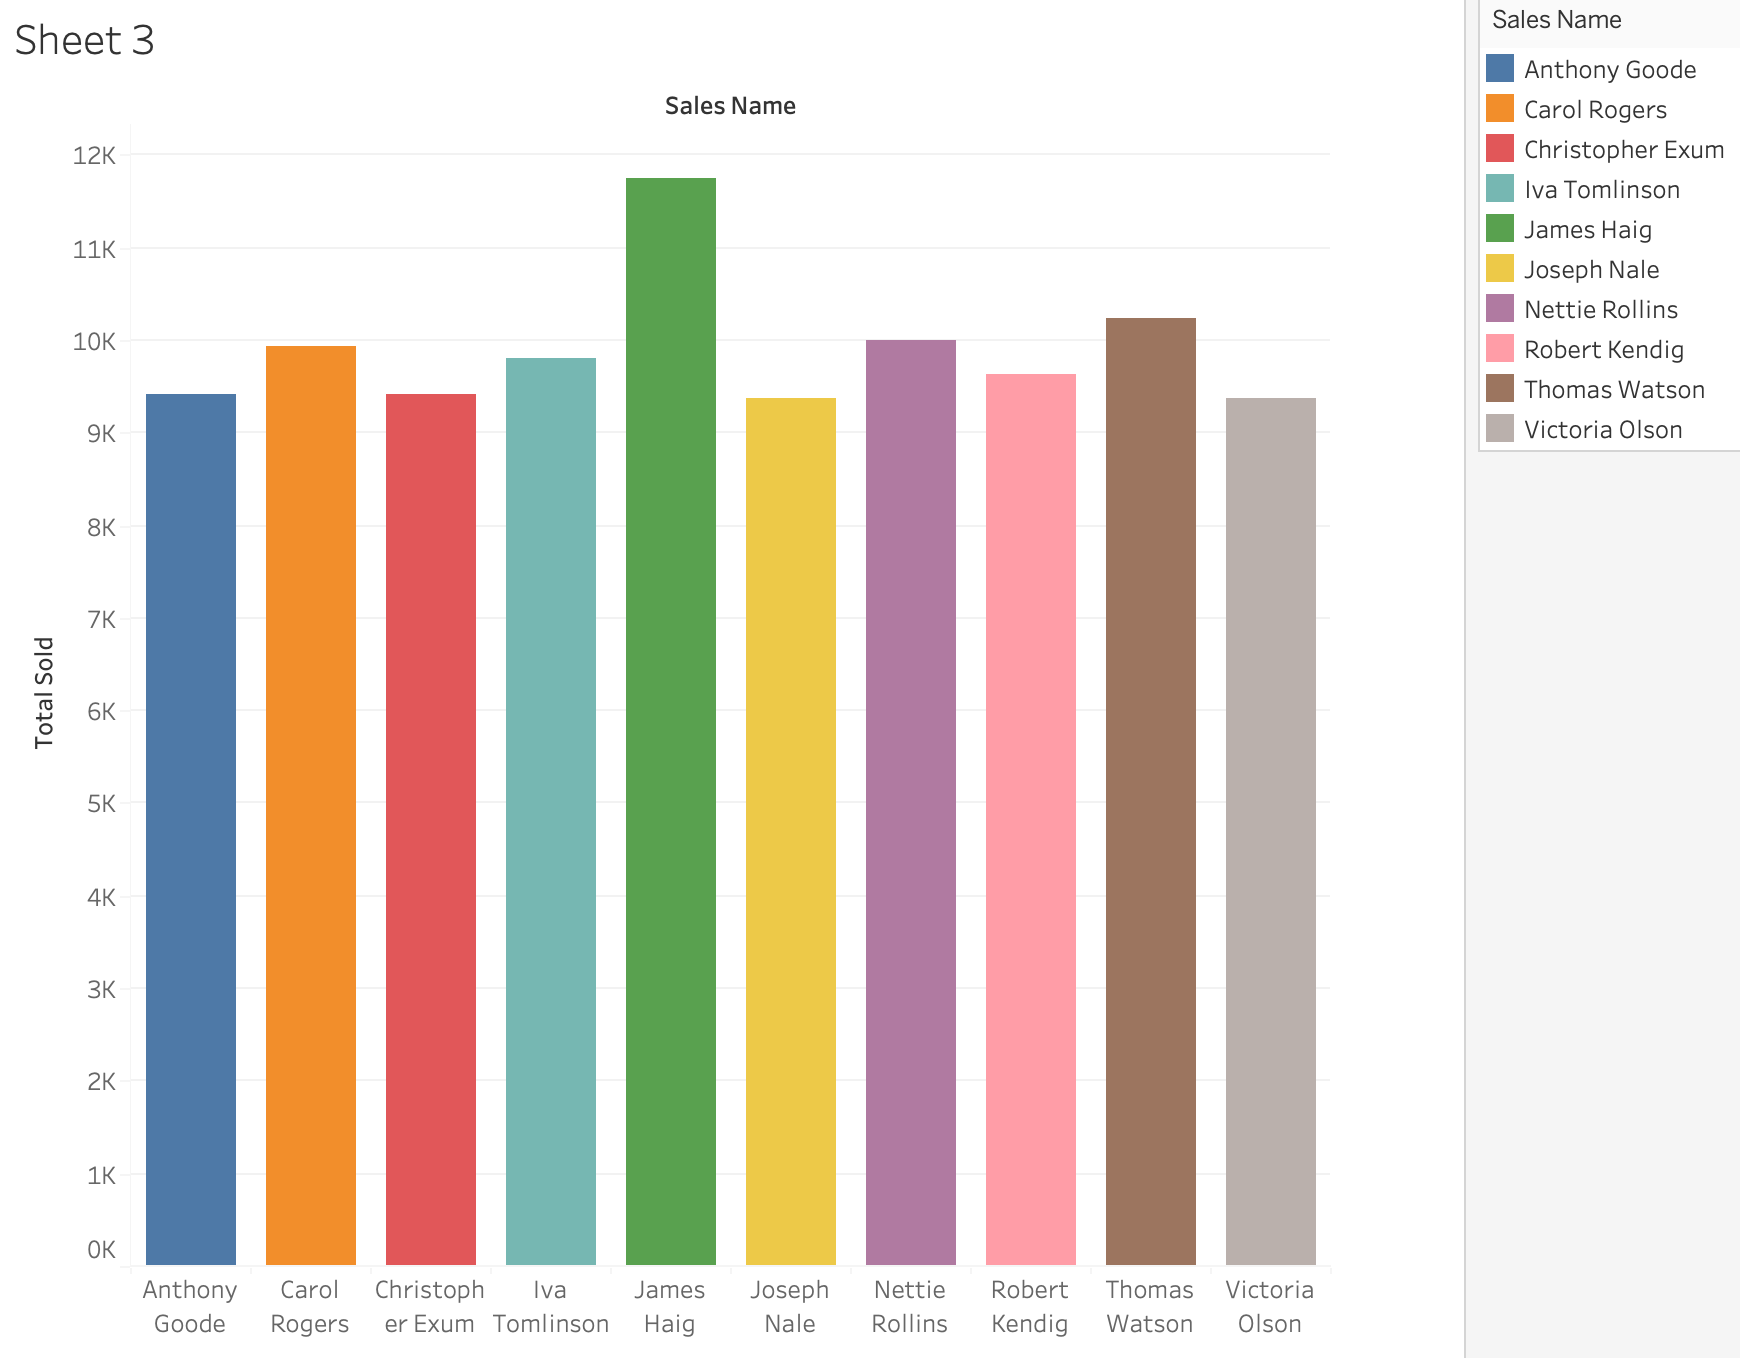 Sheet 3
Sales Name
12K
11K
10K
9K
8K
7K
6K
5K
4K
3K
2K
1K
0K
Total Sold
Anthony Goode
Carol Rogers
Christopher Exum
Iva Tomlinson
James Haig
Joseph Nale
Nettie Rollins
Robert Kendig
Thomas Watson
Victoria Olson
Sales Name
Anthony Goode
Carol Rogers
Christopher Exum
Iva Tomlinson
James Haig
Joseph Nale
Nettie Rollins
Robert Kendig
Thomas Watson
Victoria Olson